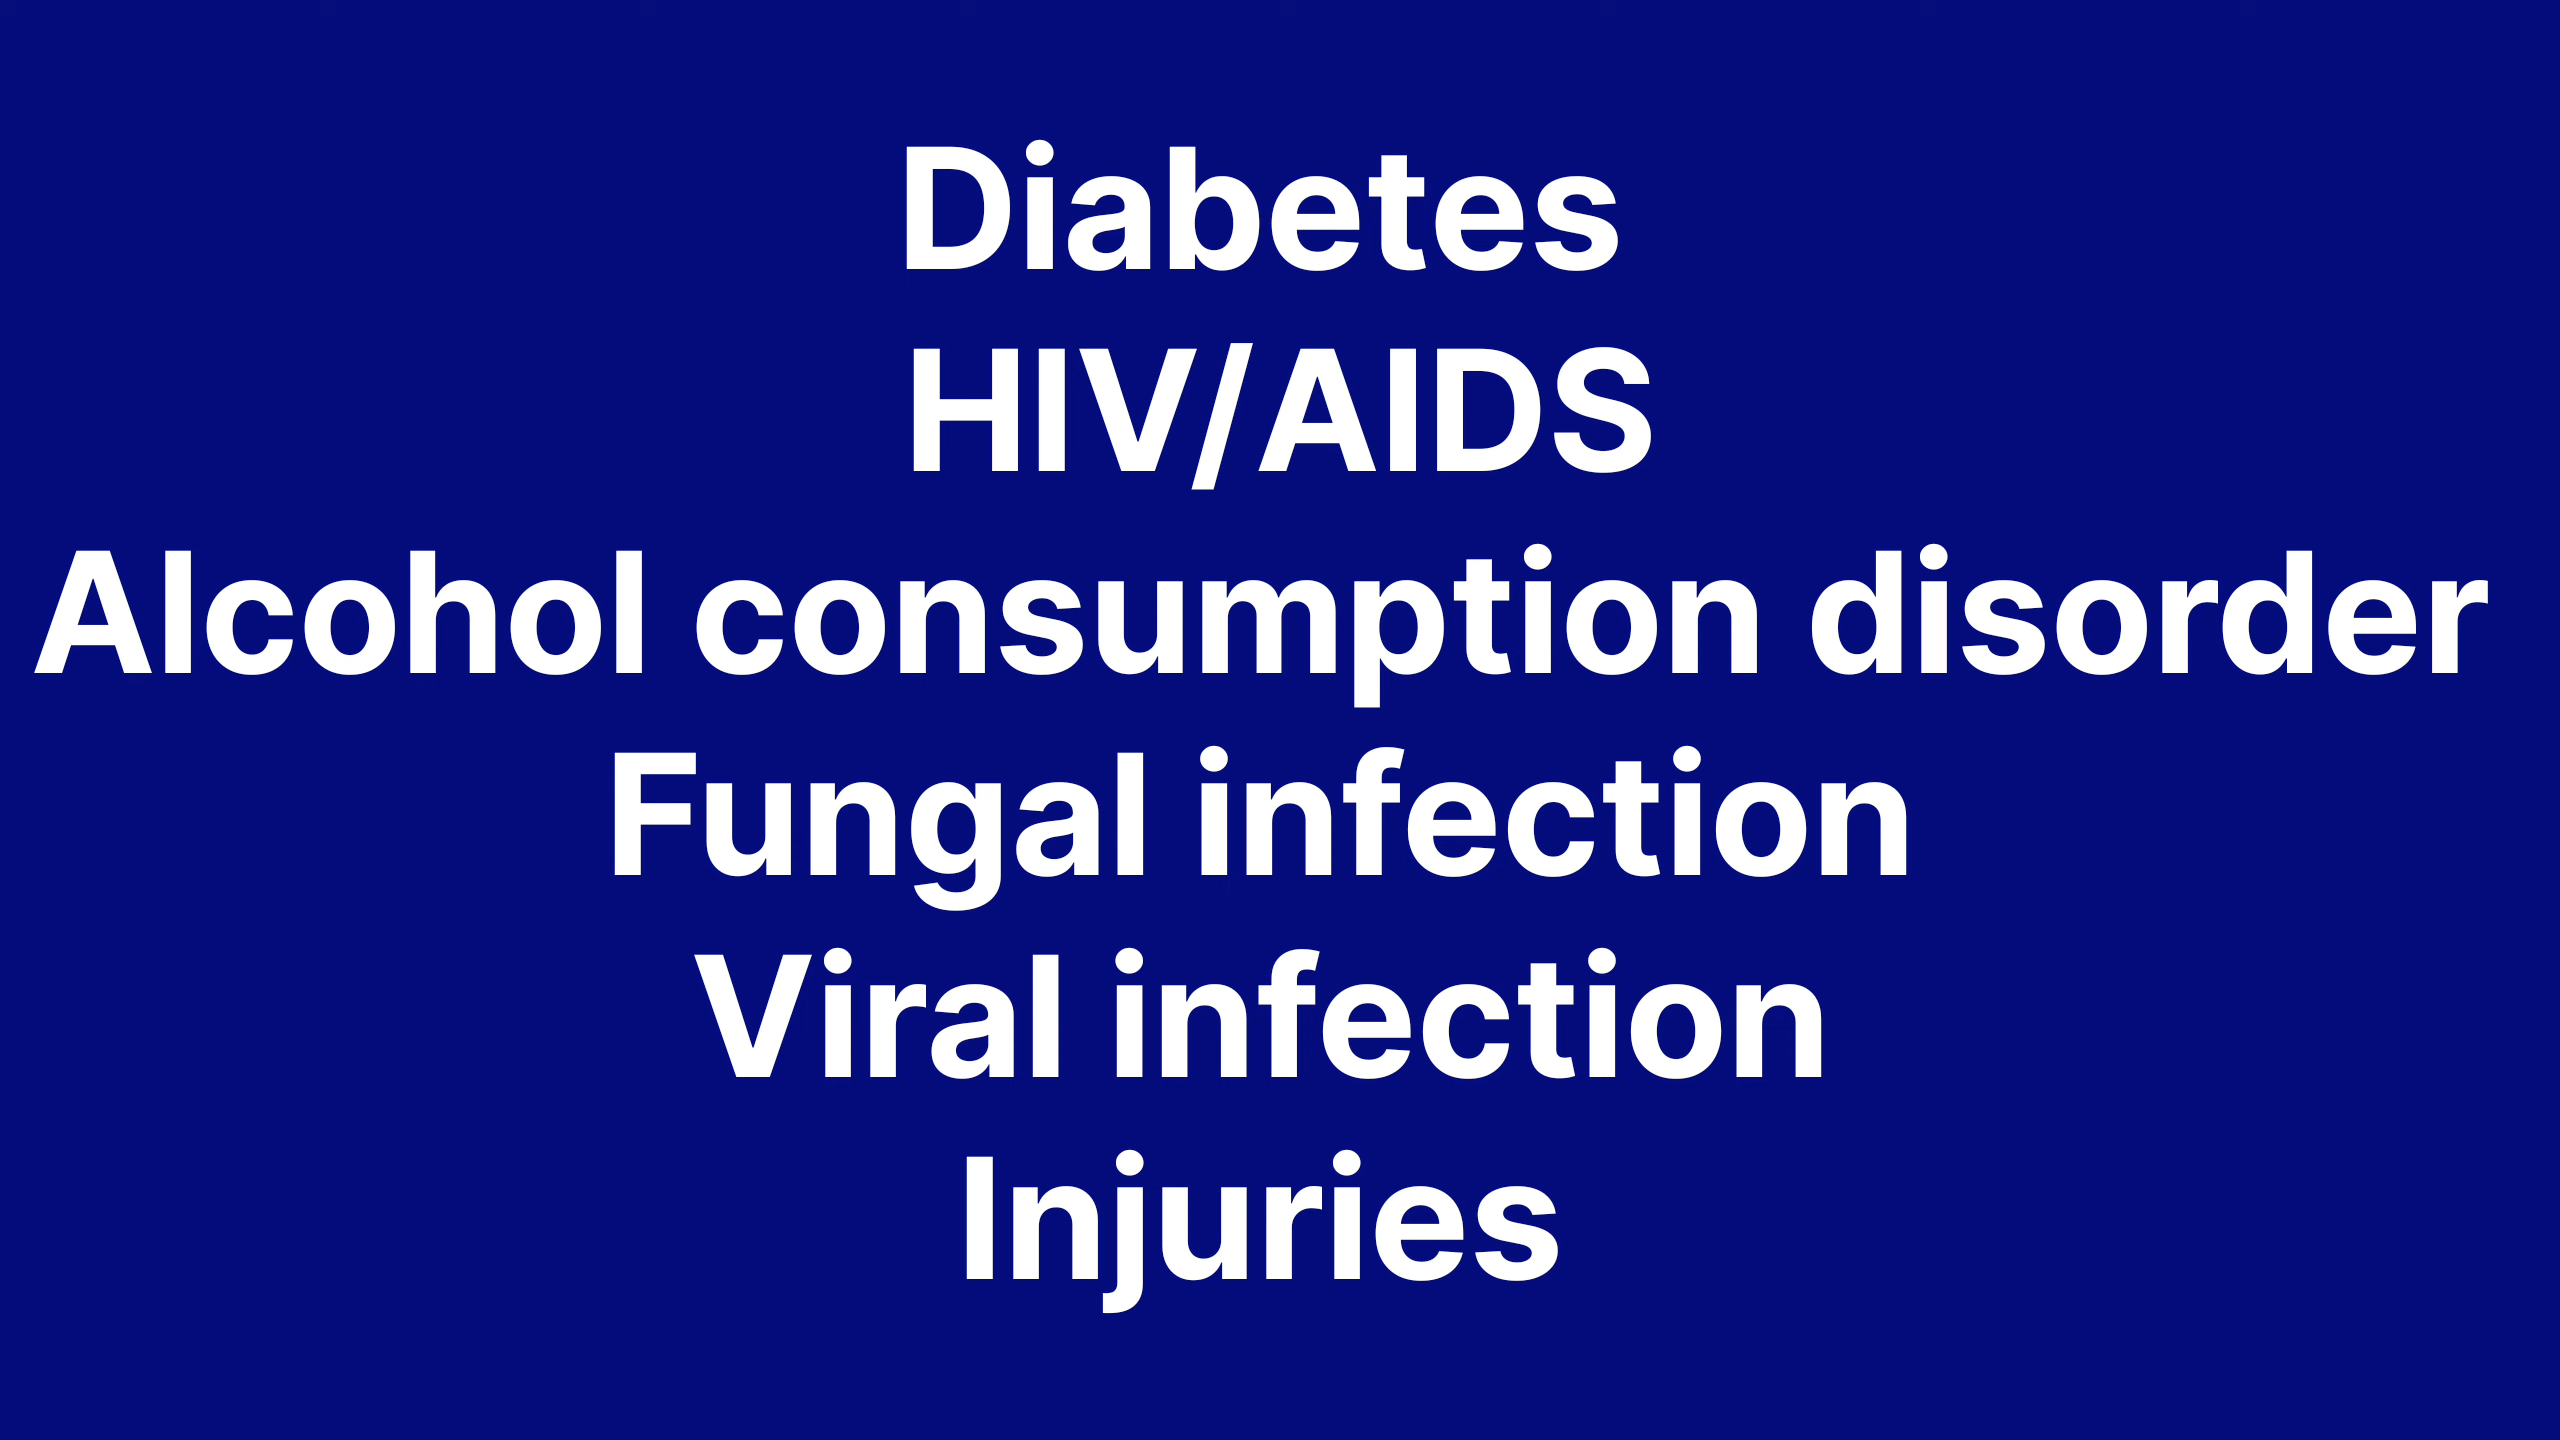 Diabetes
HIV/AIDS
Alcohol consumption disorder
Fungal infection
Viral infection
Injuries